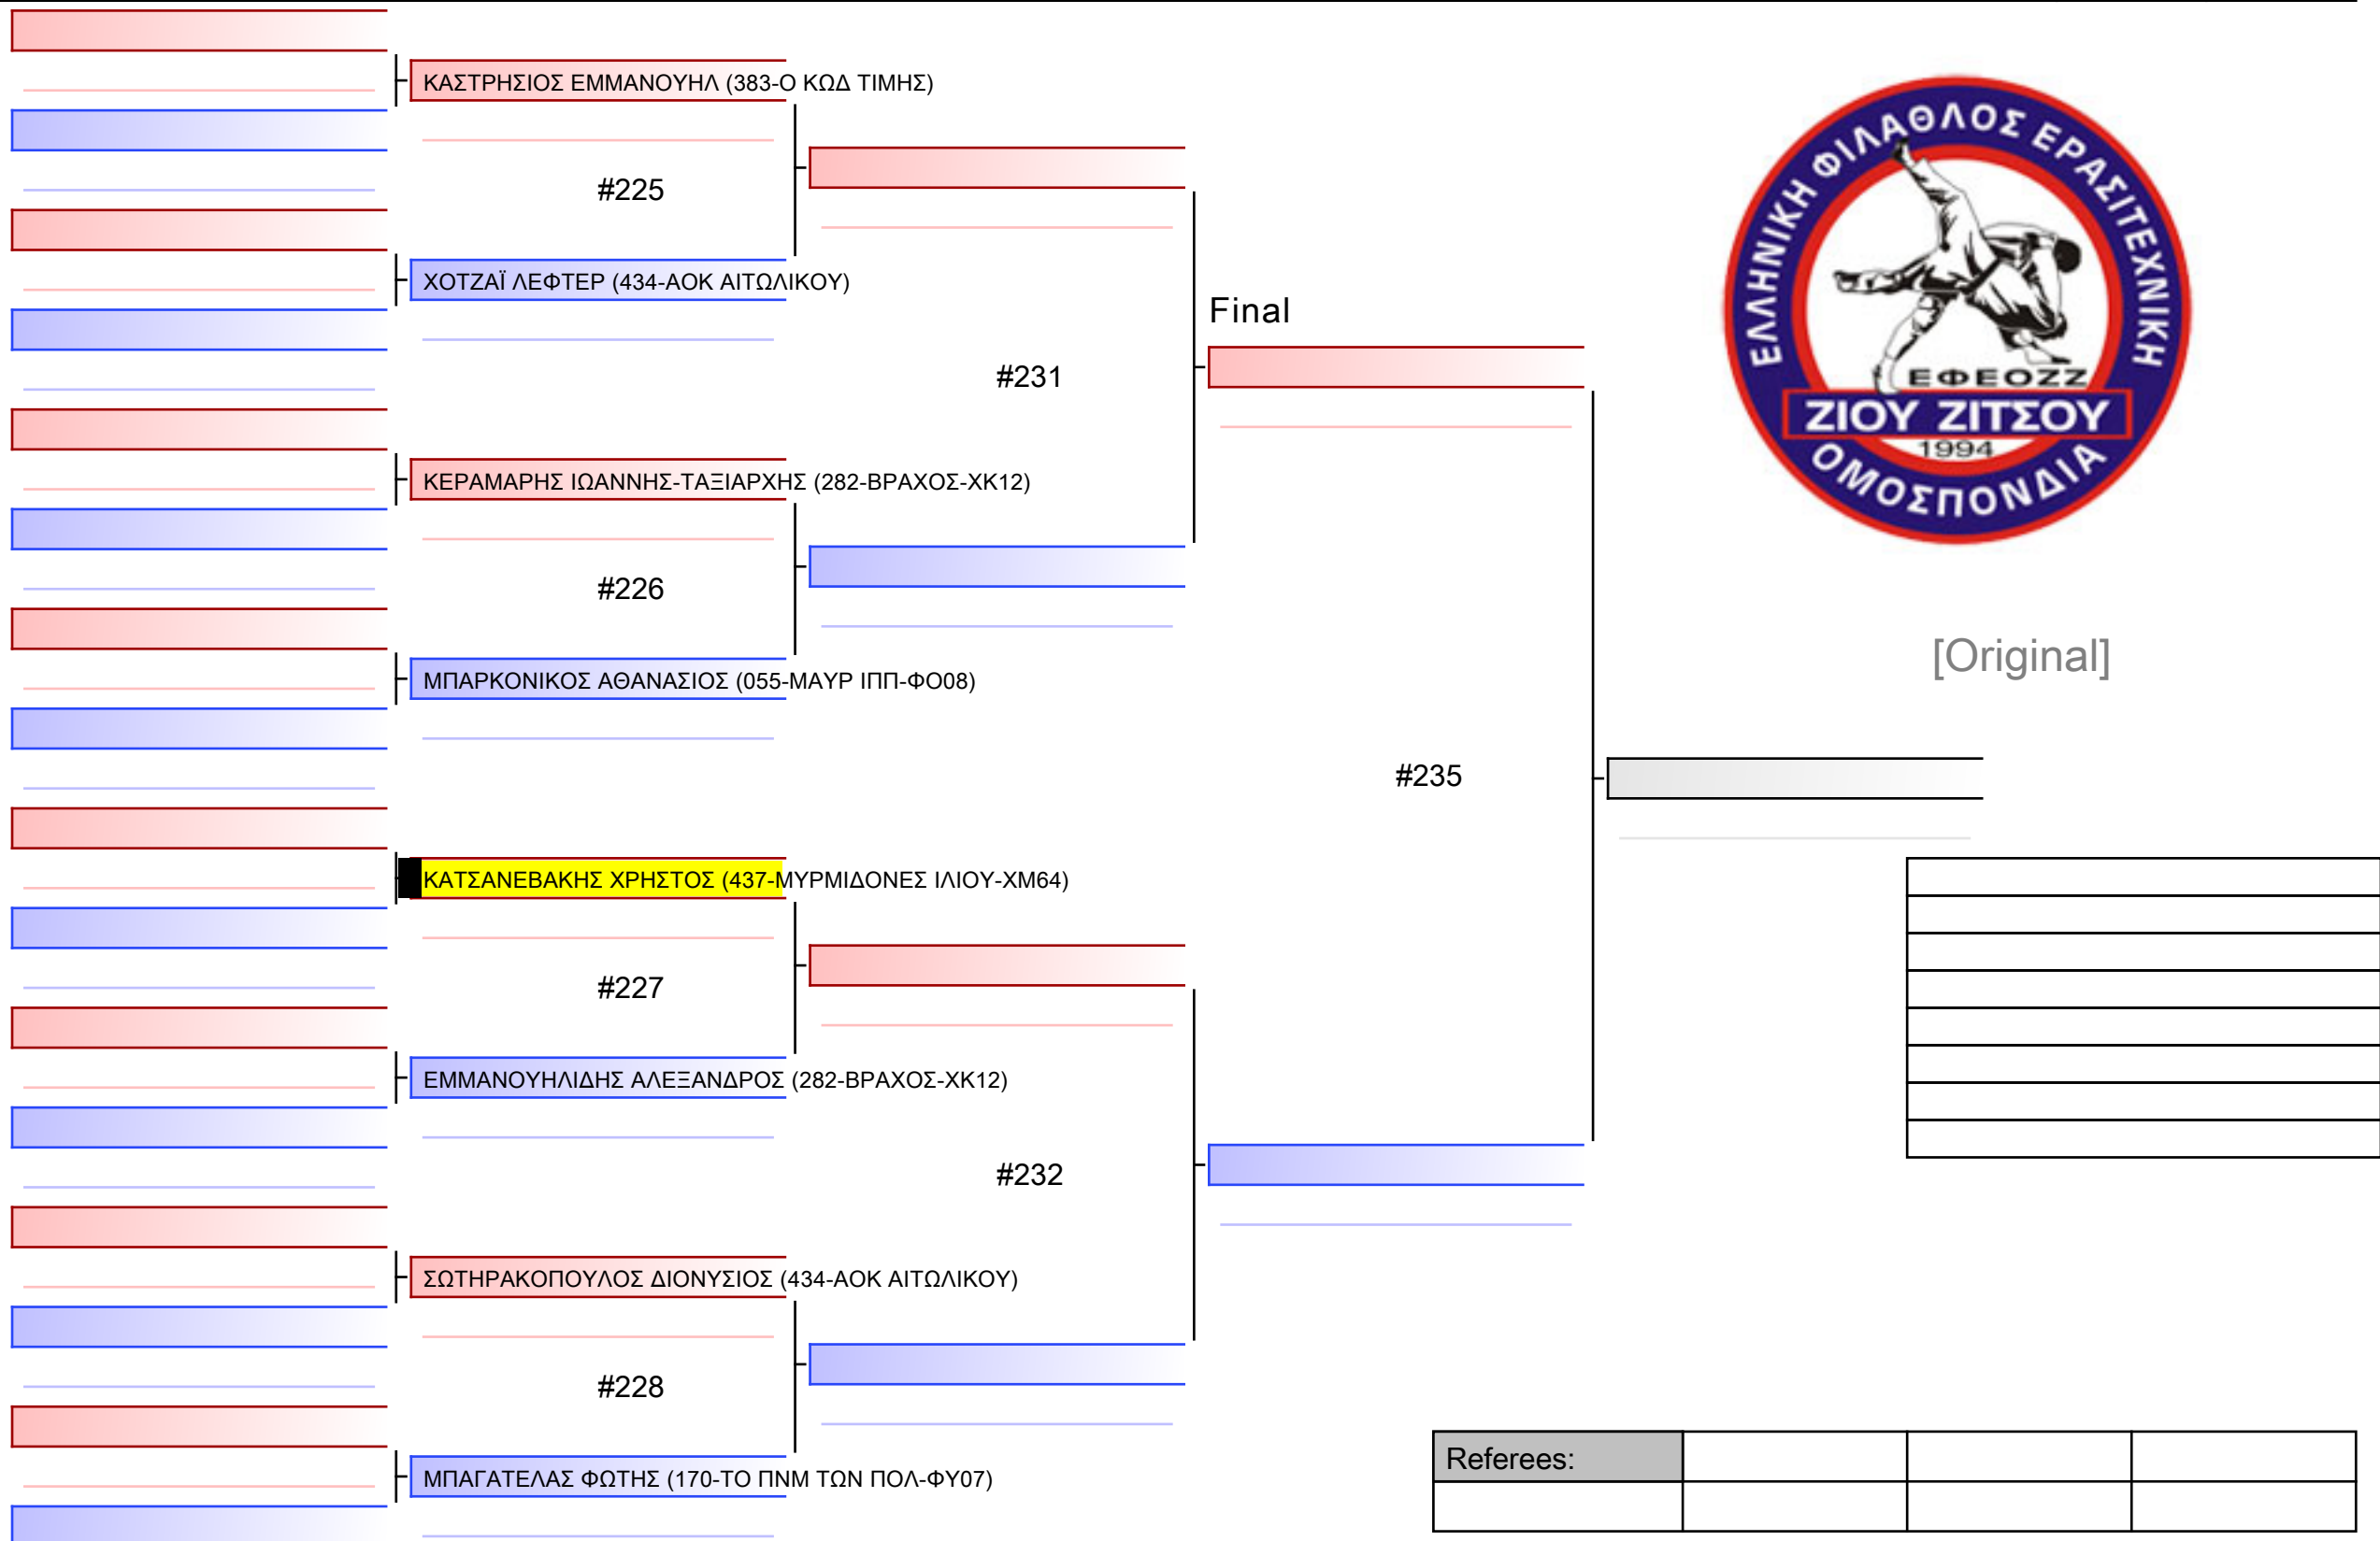 ΚΑΣΤΡΗΣΙΟΣ ΕΜΜΑΝΟΥΗΛ (383-Ο ΚΩΔ ΤΙΜΗΣ)
#225
ΧΟΤΖΑΪ ΛΕΦΤΕΡ (434-ΑΟΚ ΑΙΤΩΛΙΚΟΥ)
#231
ΚΕΡΑΜΑΡΗΣ ΙΩΑΝΝΗΣ-ΤΑΞΙΑΡΧΗΣ (282-ΒΡΑΧΟΣ-ΧΚ12)
#226
ΜΠΑΡΚΟΝΙΚΟΣ ΑΘΑΝΑΣΙΟΣ (055-ΜΑΥΡ ΙΠΠ-ΦΟ08)
Final
#235
ΚΑΤΣΑΝΕΒΑΚΗΣ ΧΡΗΣΤΟΣ (437-ΜΥΡΜΙΔΟΝΕΣ ΙΛΙΟΥ-ΧΜ64)
#227
ΕΜΜΑΝΟΥΗΛΙΔΗΣ ΑΛΕΞΑΝΔΡΟΣ (282-ΒΡΑΧΟΣ-ΧΚ12)
#232
ΣΩΤΗΡΑΚΟΠΟΥΛΟΣ ΔΙΟΝΥΣΙΟΣ (434-ΑΟΚ ΑΙΤΩΛΙΚΟΥ)
#228
ΜΠΑΓΑΤΕΛΑΣ ΦΩΤΗΣ (170-ΤΟ ΠΝΜ ΤΩΝ ΠΟΛ-ΦΥ07)
ΕΛΛΗΝΙΚΗ ΦΙΛΑΘΛΟΣ ΕΡΑΣΙΤΕΧΝΙΚΗ
ΕΦΕΟΖΖ
ΖΙΟΥ ΖΙΤΣΟΥ
1994
ΟΜΟΣΠΟΝΔΙΑ
[Original]
Referees: